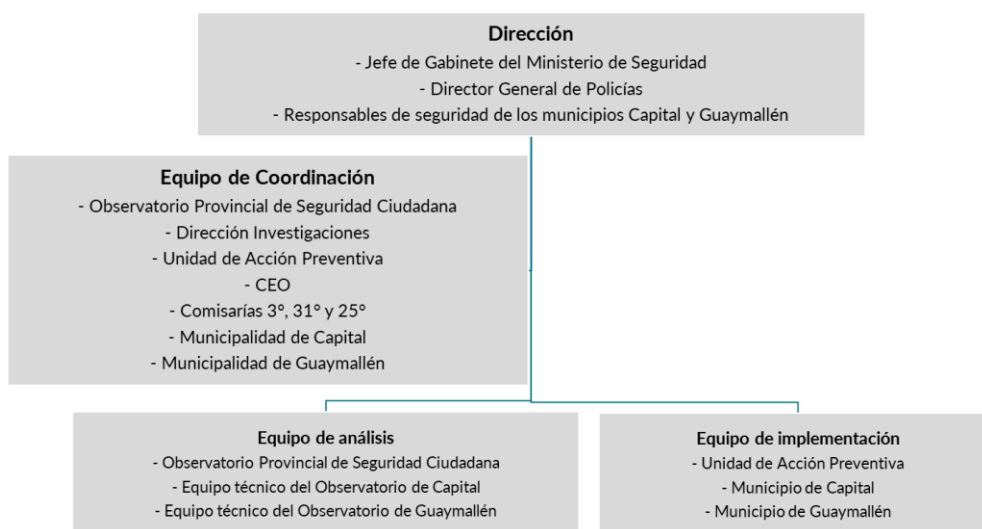 Dirección
- Jefe de Gabinete del Ministerio de Seguridad
- Director General de Policías
- Responsables de seguridad de los municipios Capital y Guaymallén
Equipo de Coordinación
- Observatorio Provincial de Seguridad Ciudadana
- Dirección Investigaciones
- Unidad de Acción Preventiva
- CEO
- Comisarías 3°, 31° y 25°
- Municipalidad de Capital
- Municipalidad de Guaymallén
Equipo de análisis
- Observatorio Provincial de Seguridad Ciudadana
- Equipo técnico del Observatorio de Capital
- Equipo técnico del Observatorio de Guaymallén
Equipo de implementación
- Unidad de Acción Preventiva
- Municipio de Capital
- Municipio de Guaymallén